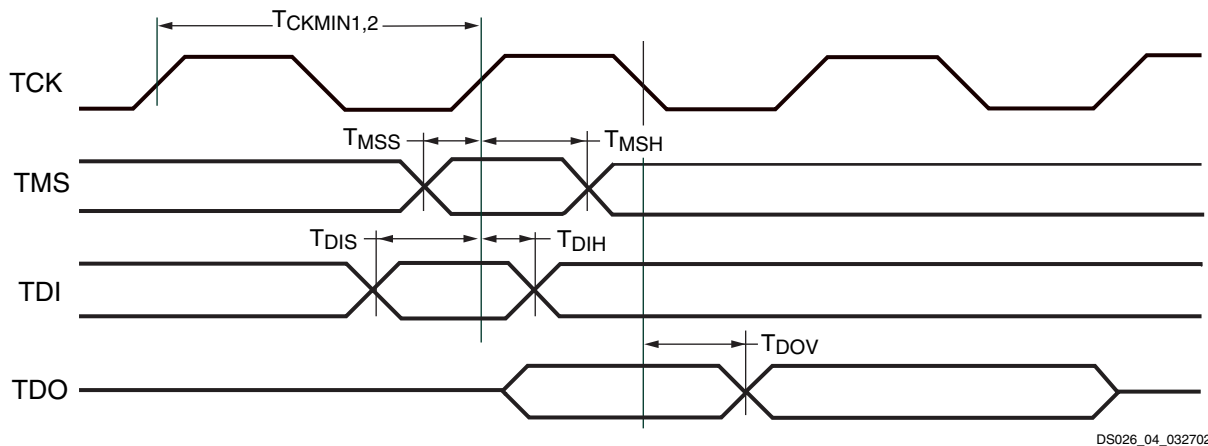 TCKMIN1,2
TCK
TMSS TMSH
TMS
TDIS TDIH
TDI
TDOV
TDO
DS026_04_032702